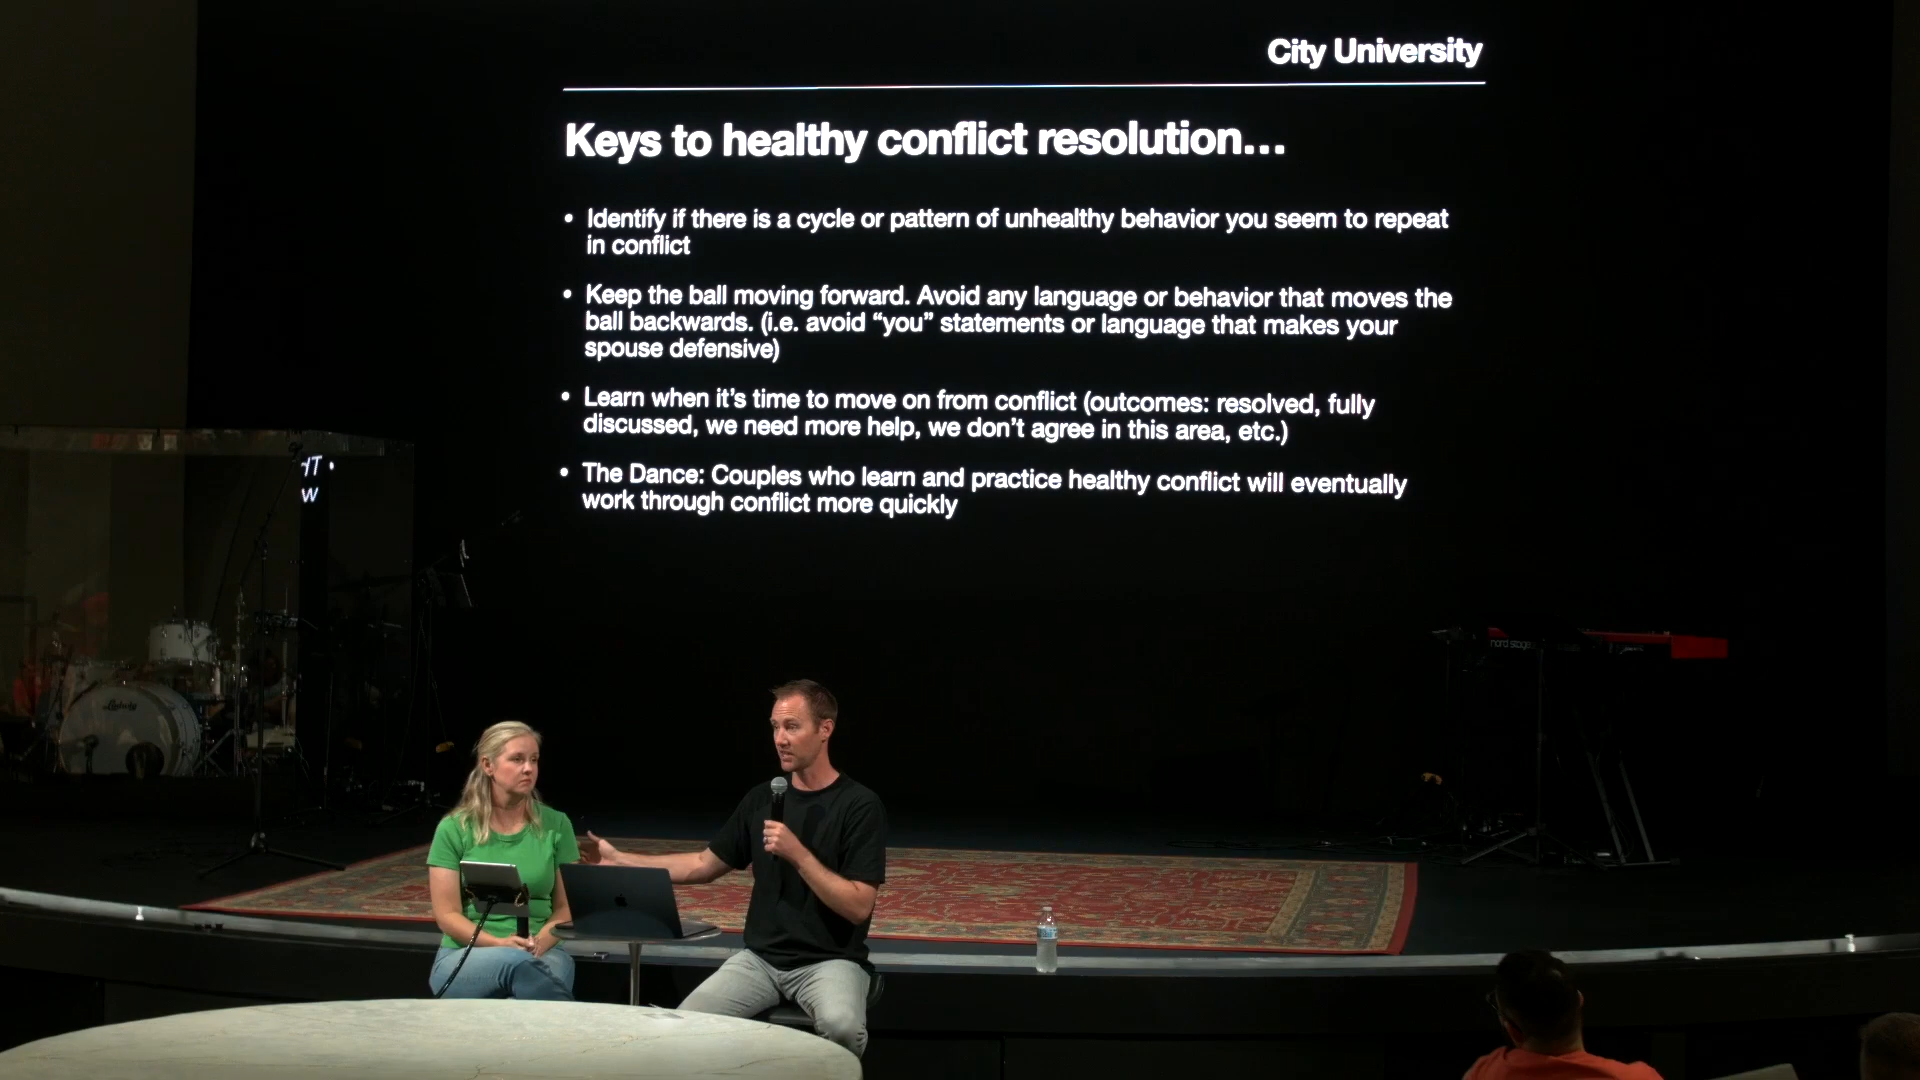 City University
Keys to healthy conflict resolution…
• Identify if there is a cycle or pattern of unhealthy behavior you seem to repeat
in conflict
• Keep the ball moving forward. Avoid any language or behavior that moves the
ball backwards. (i.e. avoid “you” statements or language that makes your
spouse defensive)
• Learn when it’s time to move on from conflict (outcomes: resolved, fully
discussed, we need more help, we don’t agree in this area, etc.)
• The Dance: Couples who learn and practice healthy conflict will eventually
work through conflict more quickly
nord stage
Ludwig